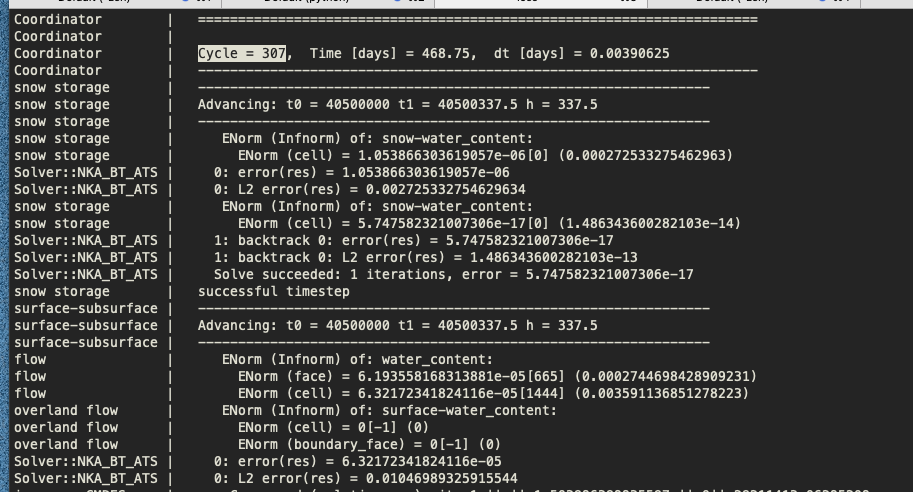 Coordinator | ======================================================================
Coordinator |
Coordinator | Cycle = 307, Time [days] = 468.75, dt [days] = 0.00390625
Coordinator | ----------------------------------------------------------------------
snow storage | ----------------------------------------------------------------
snow storage | Advancing: t0 = 40500000 t1 = 40500337.5 h = 337.5
snow storage | ----------------------------------------------------------------
snow storage | ENorm (Infnorm) of: snow-water_content:
snow storage | ENorm (cell) = 1.053866303619057e-06[0] (0.000272533275462963)
Solver::NKA_BT_ATS | 0: error(res) = 1.053866303619057e-06
Solver::NKA_BT_ATS | 0: L2 error(res) = 0.002725332754629634
snow storage | ENorm (Infnorm) of: snow-water_content:
snow storage | ENorm (cell) = 5.747582321007306e-17[0] (1.486343600282103e-14)
Solver::NKA_BT_ATS | 1: backtrack 0: error(res) = 5.747582321007306e-17
Solver::NKA_BT_ATS | 1: backtrack 0: L2 error(res) = 1.486343600282103e-13
Solver::NKA_BT_ATS | Solve succeeded: 1 iterations, error = 5.747582321007306e-17
snow storage | successful timestep
surface-subsurface | ----------------------------------------------------------------
surface-subsurface | Advancing: t0 = 40500000 t1 = 40500337.5 h = 337.5
surface-subsurface | ----------------------------------------------------------------
flow | ENorm (Infnorm) of: water_content:
flow | ENorm (face) = 6.193558168313881e-05[665] (0.0002744698428909231)
flow | ENorm (cell) = 6.32172341824116e-05[1444] (0.003591136851278223)
overland flow | ENorm (Infnorm) of: surface-water_content:
overland flow | ENorm (cell) = 0[-1] (0)
overland flow | ENorm (boundary_face) = 0[-1] (0)
Solver::NKA_BT_ATS | 0: error(res) = 6.32172341824116e-05
Solver::NKA_BT_ATS | 0: L2 error(res) = 0.01046989325915544